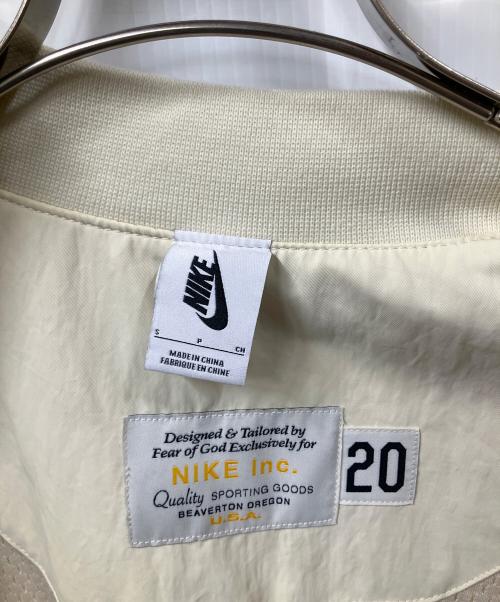 NIKE
S P CH
MADE IN CHINA
FABRIQUE EN CHINE
Designed & Tailored by
Fear of God Exclusively for
NIKE Inc.
Quality SPORTING GOODS
BEAVERTON OREGON
U.S.A.
20